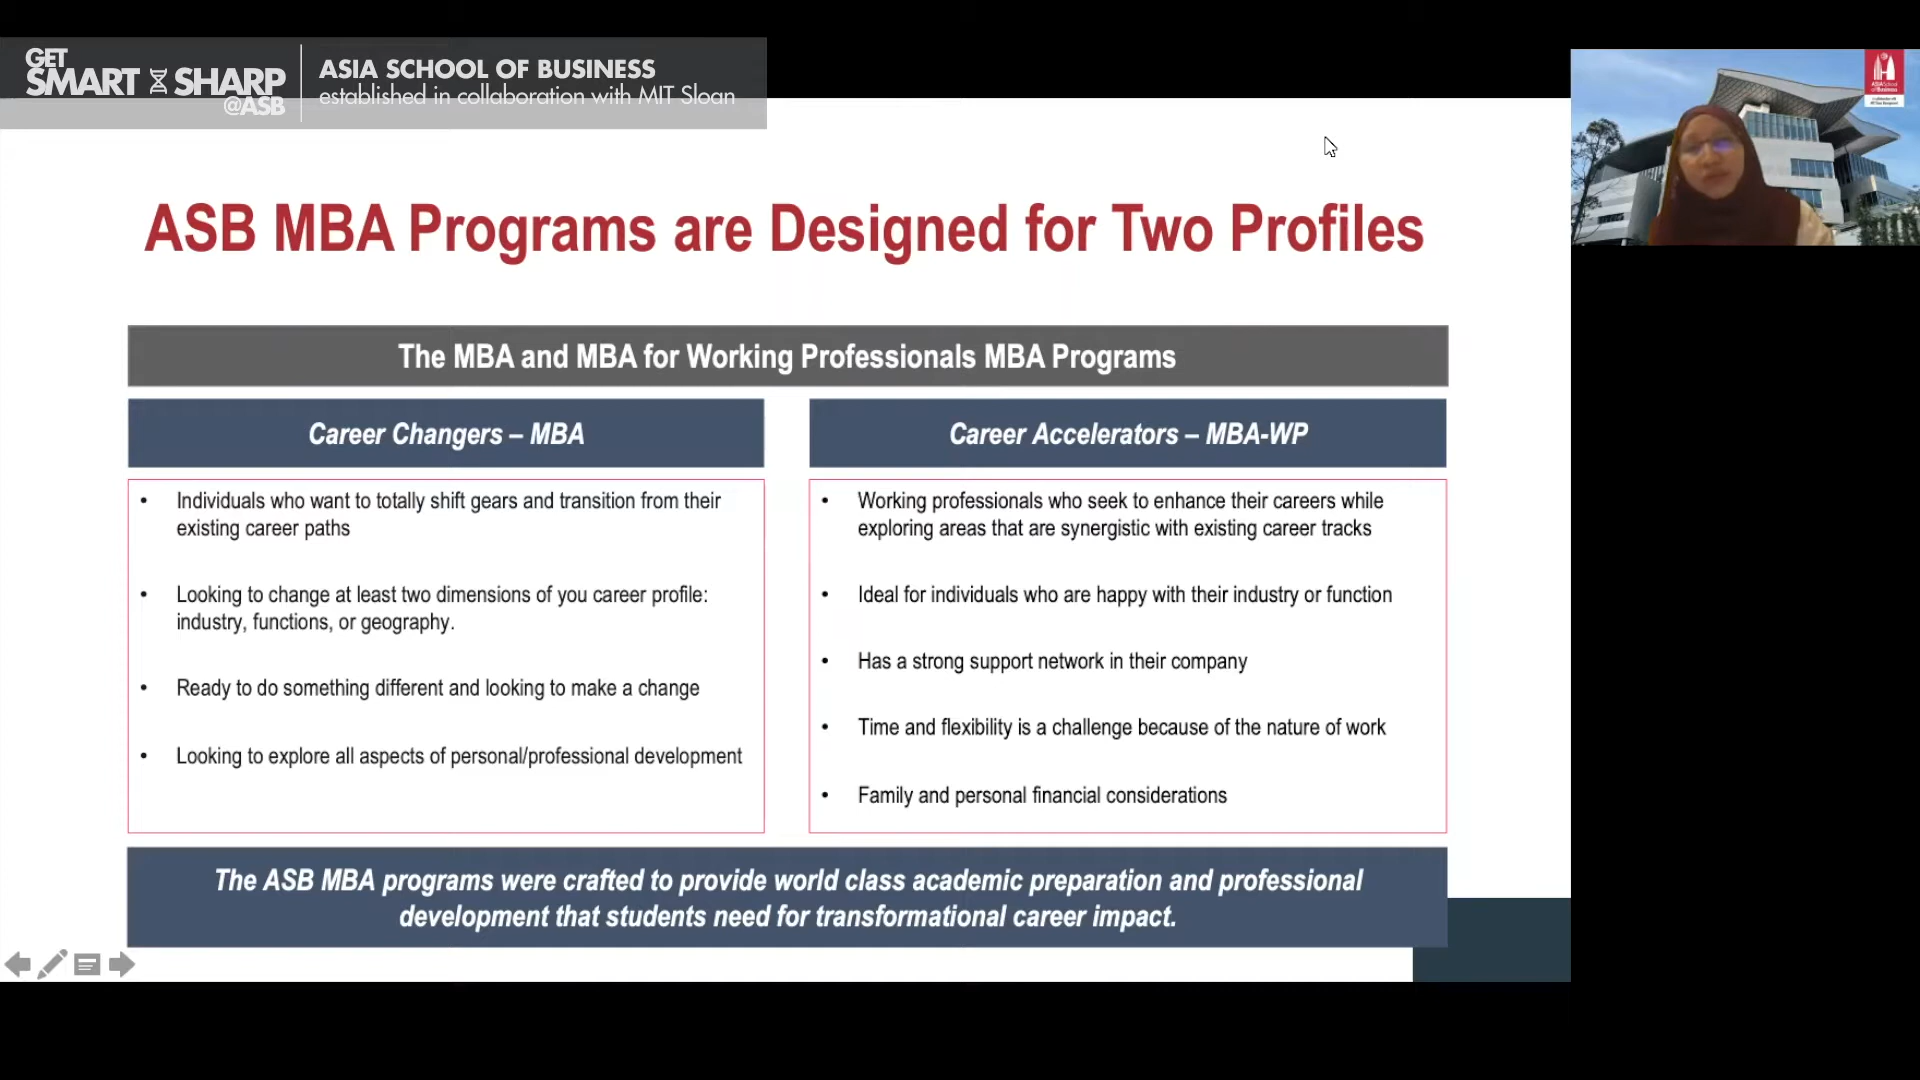 GET
SMART SHARP
@ASB
ASIA SCHOOL OF BUSINESS
established in collaboration with MIT Sloan
ASB MBA Programs are Designed for Two Profiles
The MBA and MBA for Working Professionals MBA Programs
Career Changers – MBA
• Individuals who want to totally shift gears and transition from their
existing career paths
• Looking to change at least two dimensions of you career profile:
industry, functions, or geography.
• Ready to do something different and looking to make a change
• Looking to explore all aspects of personal/professional development
Career Accelerators – MBA-WP
• Working professionals who seek to enhance their careers while
exploring areas that are synergistic with existing career tracks
• Ideal for individuals who are happy with their industry or function
• Has a strong support network in their company
• Time and flexibility is a challenge because of the nature of work
• Family and personal financial considerations
The ASB MBA programs were crafted to provide world class academic preparation and professional
development that students need for transformational career impact.